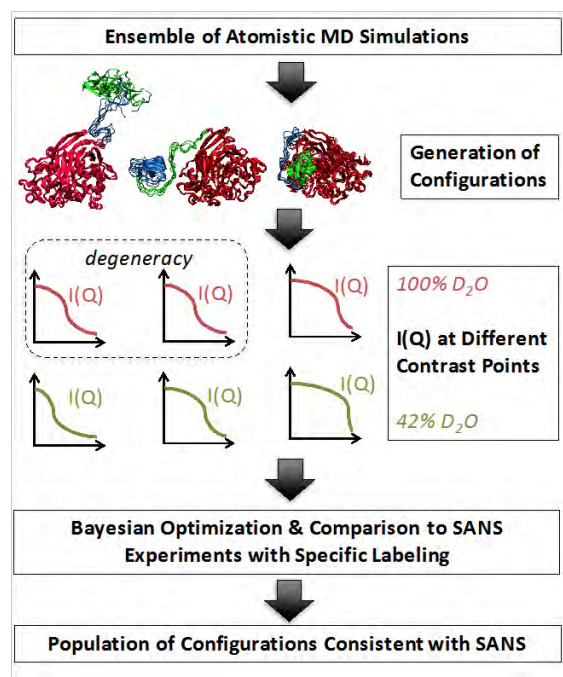 Ensemble of Atomistic MD Simulations
Generation of
Configurations
degeneracy
I(Q)
I(Q)
I(Q)
100% D₂O
I(Q) at Different
Contrast Points
I(Q)
I(Q)
I(Q)
42% D₂O
Bayesian Optimization & Comparison to SANS
Experiments with Specific Labeling
Population of Configurations Consistent with SANS